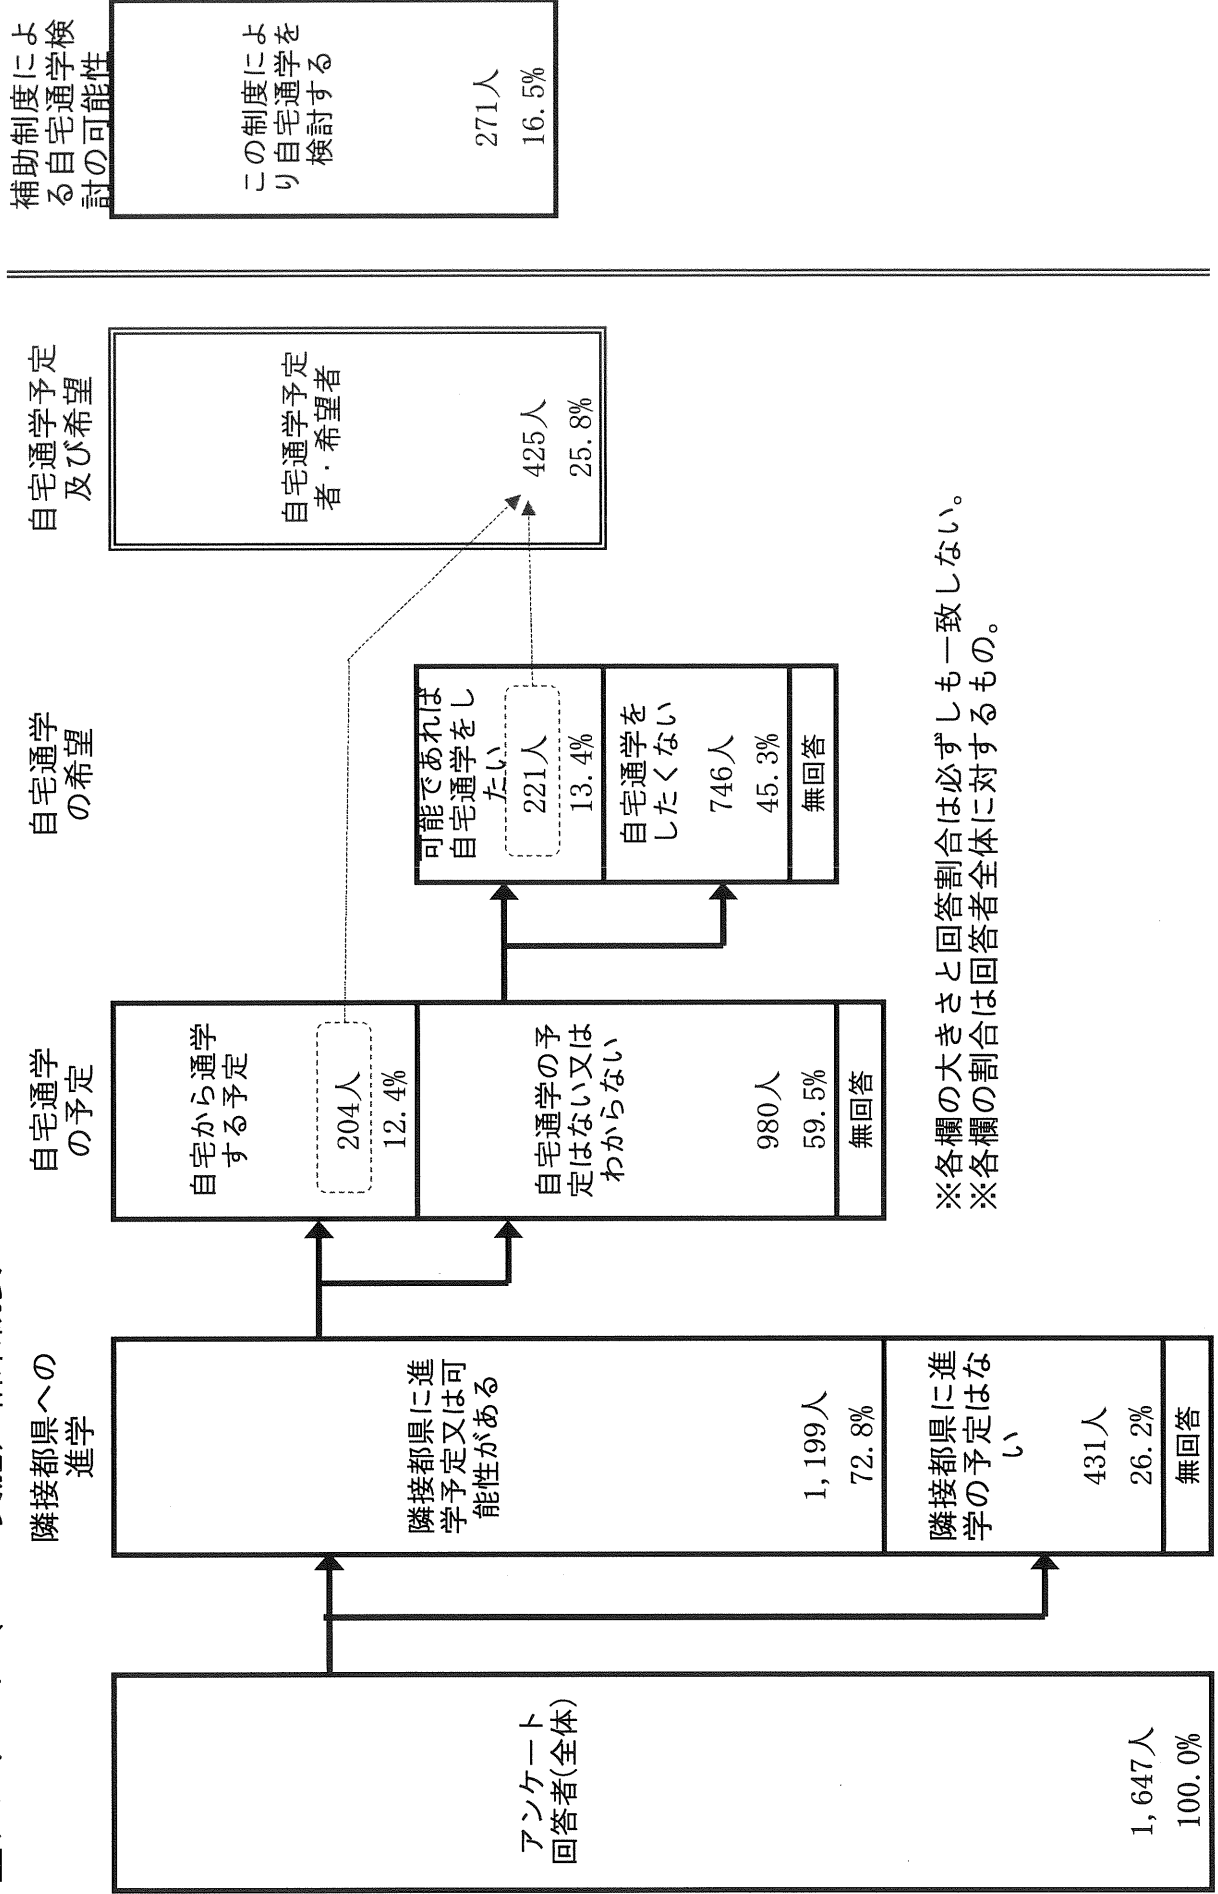 隣接都県への
進学
自宅通学
の予定
自宅通学
の希望
自宅通学予定
及び希望
補助制度によ
る自宅通学検
討の可能性
アンケート
回答者(全体)
1,647人
100.0%
隣接都県に進
学予定又は可
能性がある
1,199人
72.8%
隣接都県に進
学の予定はな
い
431人
26.2%
無回答
自宅から通学
する予定
204人
12.4%
自宅通学の予
定はない又は
わからない
980人
59.5%
無回答
可能であれば
自宅通学をし
たい
221人
13.4%
自宅通学を
したくない
746人
45.3%
無回答
自宅通学予定
者・希望者
425人
25.8%
この制度によ
り自宅通学を
検討する
271人
16.5%
※各欄の大きさと回答割合は必ずしも一致しない。
※各欄の割合は回答者全体に対するもの。